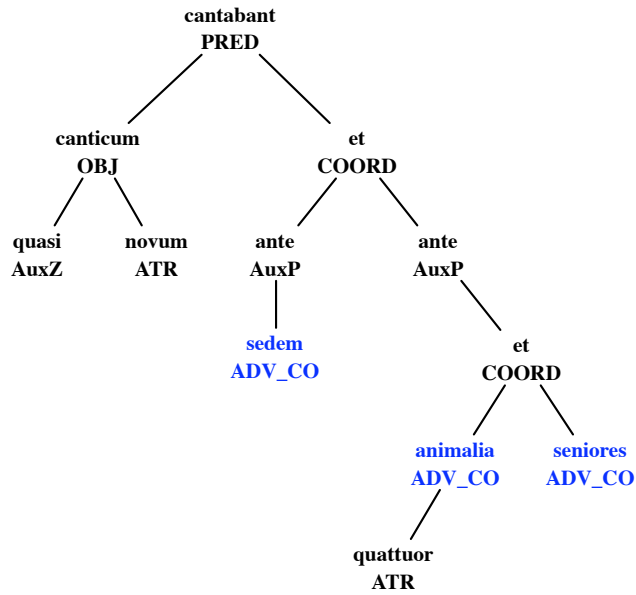 cantabant
PRED
canticum
OBJ
et
COORD
quasi
AuxZ
novum
ATR
ante
AuxP
ante
AuxP
sedem
ADV_CO
et
COORD
animalia
ADV_CO
seniores
ADV_CO
quattuor
ATR